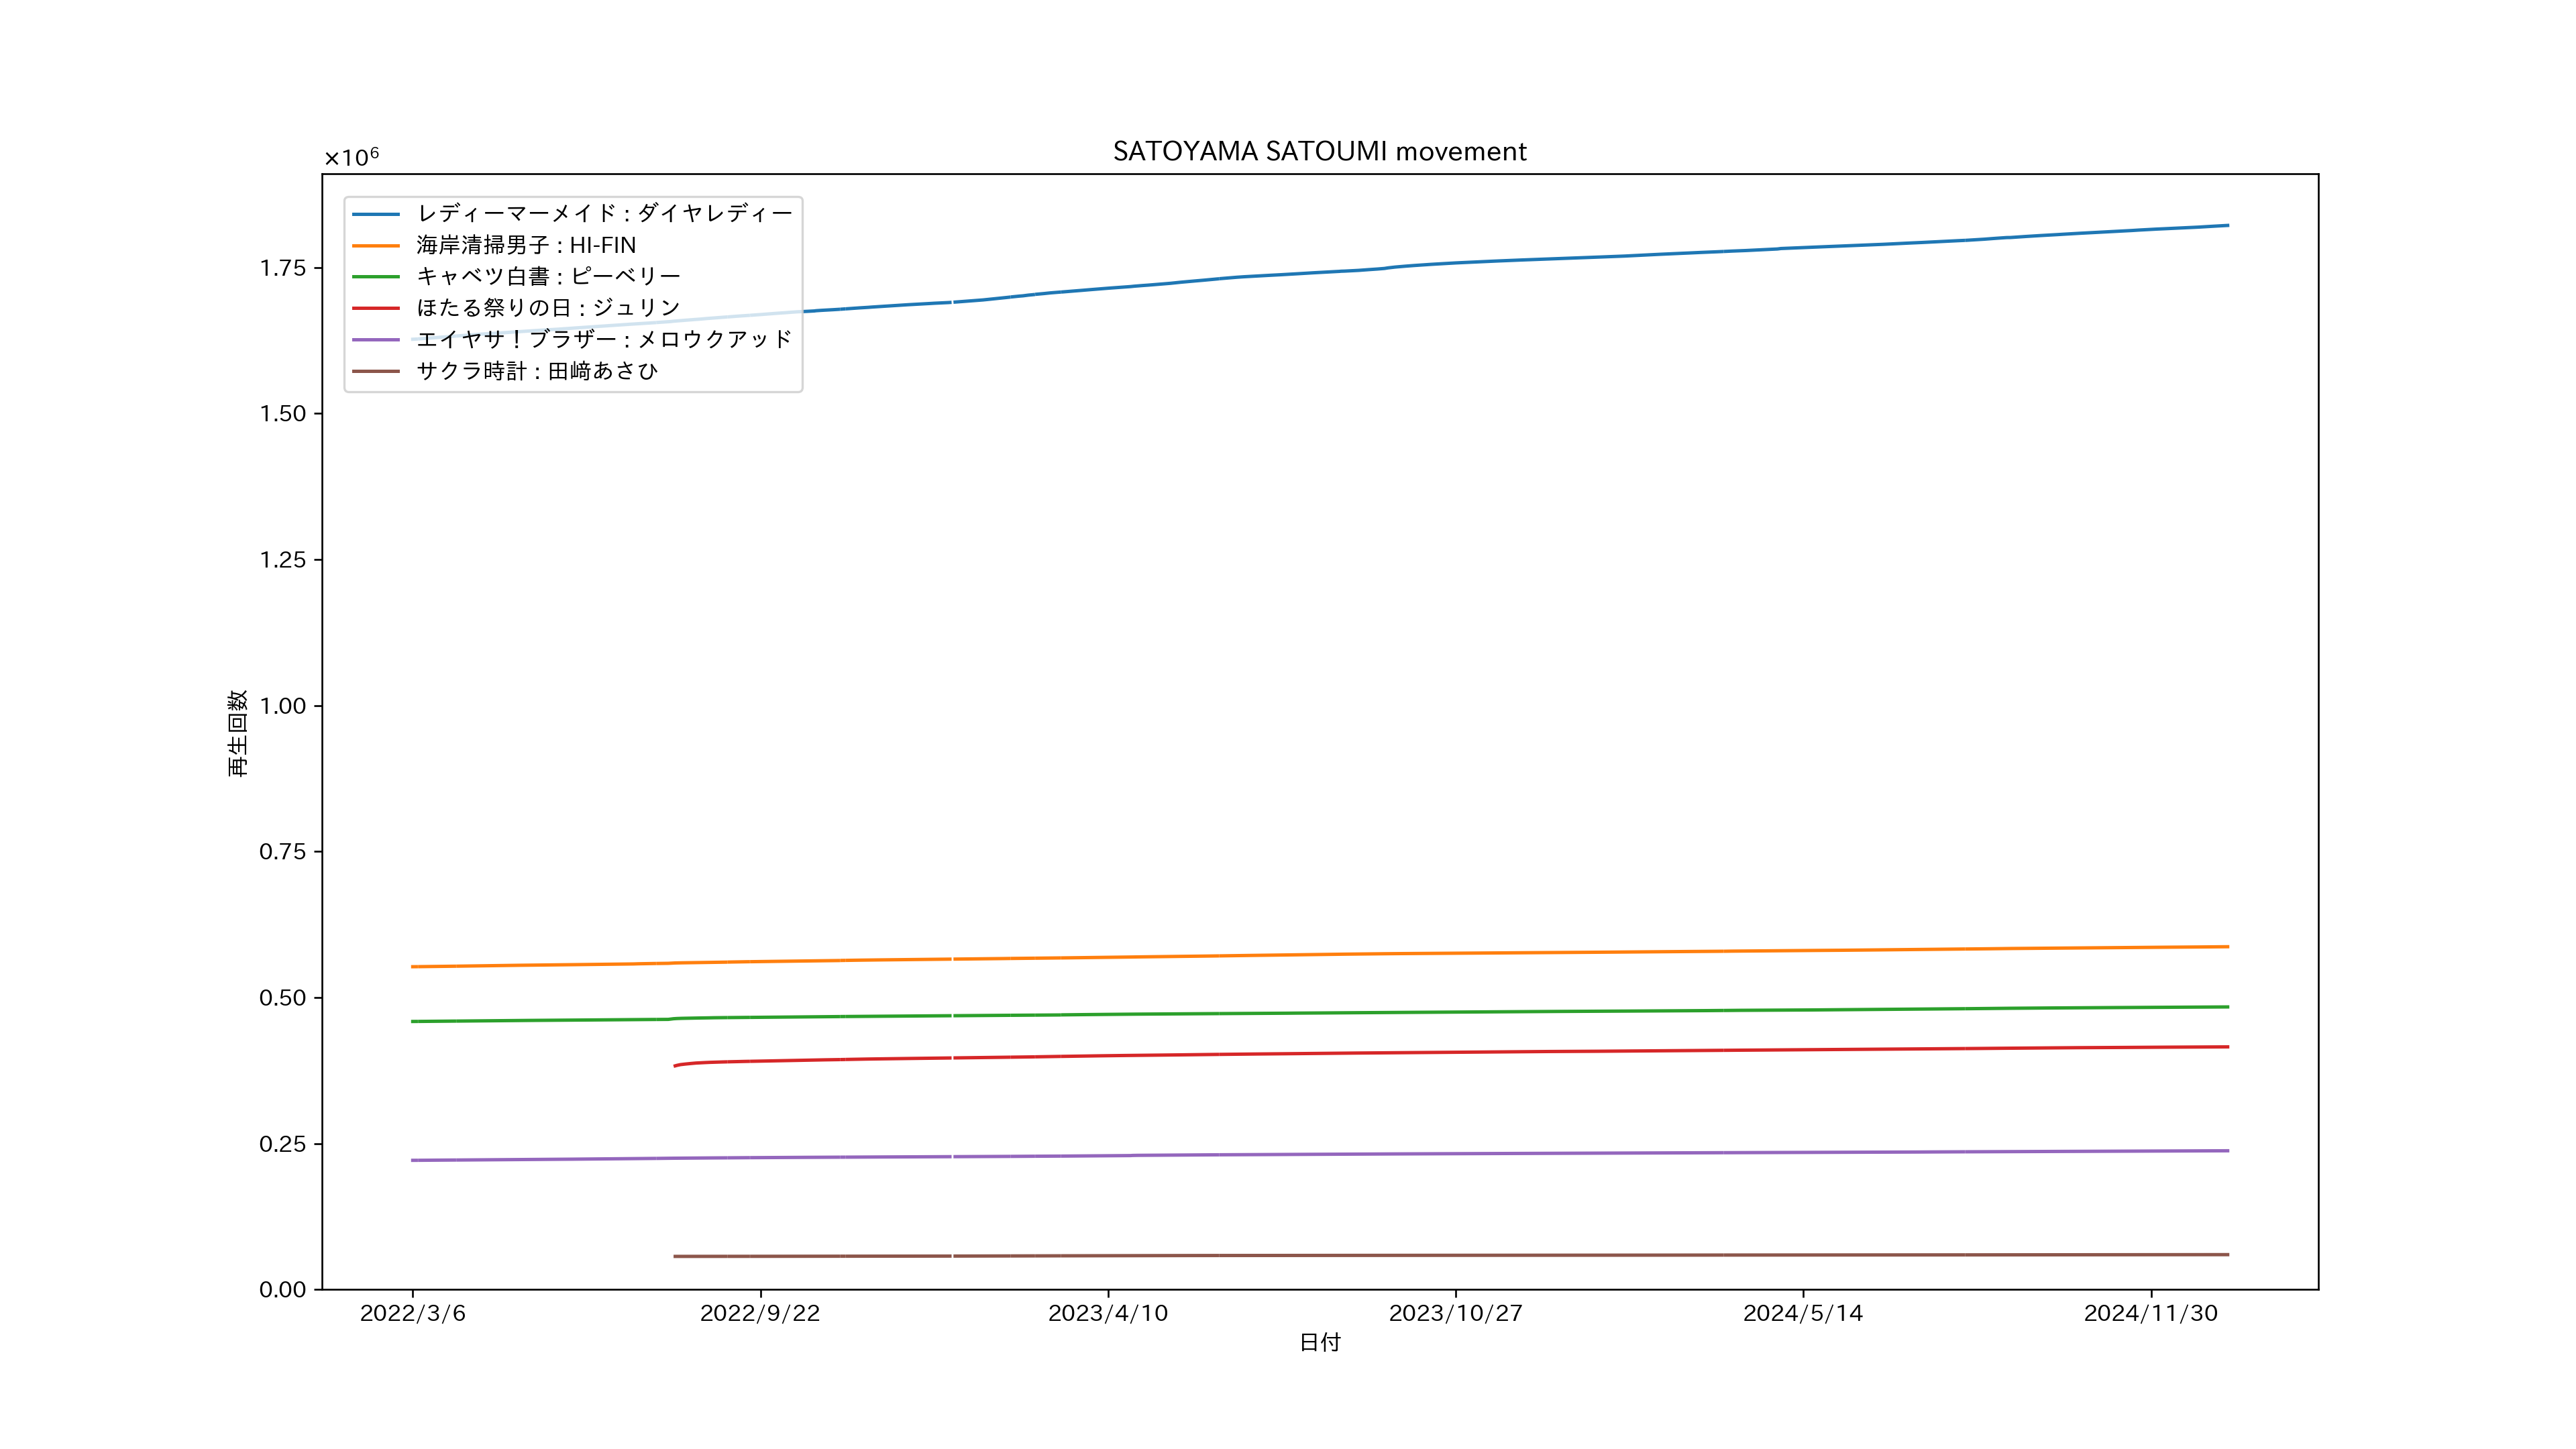 SATOYAMA SATOUMI movement
×10⁶
レディーマーメイド : ダイヤレディー
海岸清掃男子 : HI-FIN
キャベツ白書 : ピーベリー
ほたる祭りの日 : ジュリン
エイヤサ！ブラザー : メロウクアッド
サクラ時計 : 田﨑あさひ
1.75
1.50
1.25
1.00
0.75
0.50
0.25
0.00
再生回数
2022/3/6
2022/9/22
2023/4/10
2023/10/27
2024/5/14
2024/11/30
日付